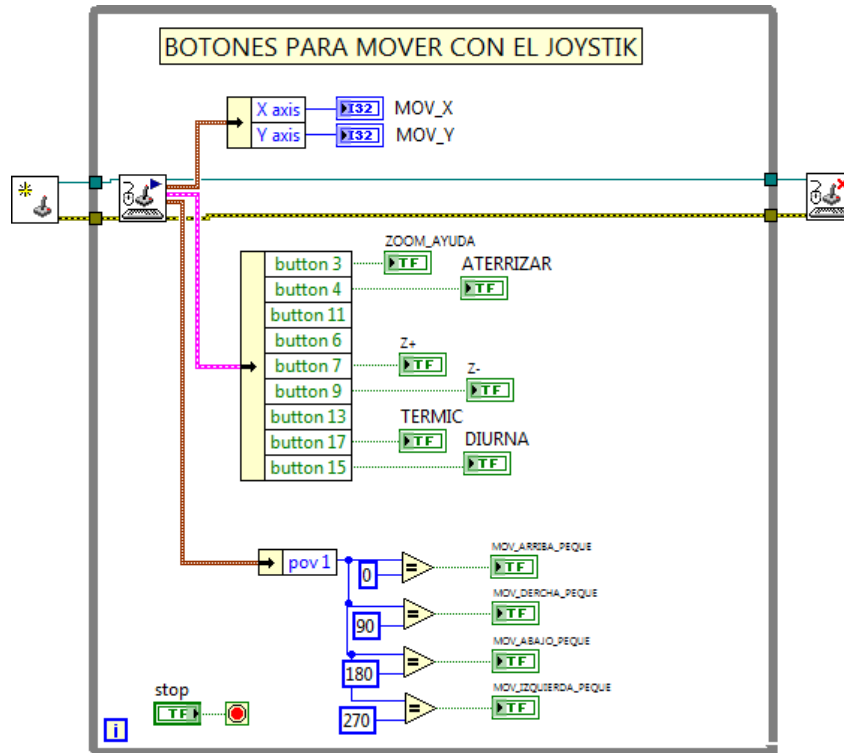 BOTONES PARA MOVER CON EL JOYSTIK
X axis
I32
MOV_X
Y axis
I32
MOV_Y
ZOOM_AYUDA
button 3
TF
ATERRIZAR
button 4
TF
button 11
button 6
Z+
button 7
TF
Z-
button 9
TF
button 13
TERMIC
button 17
TF
DIURNA
button 15
TF
MOV_ARRIBA_PEQUE
pov 1
=
TF
0
MOV_DERCHA_PEQUE
=
TF
90
MOV_ABAJO_PEQUE
=
TF
180
MOV_IZQUIERDA_PEQUE
=
TF
270
stop
TF
i